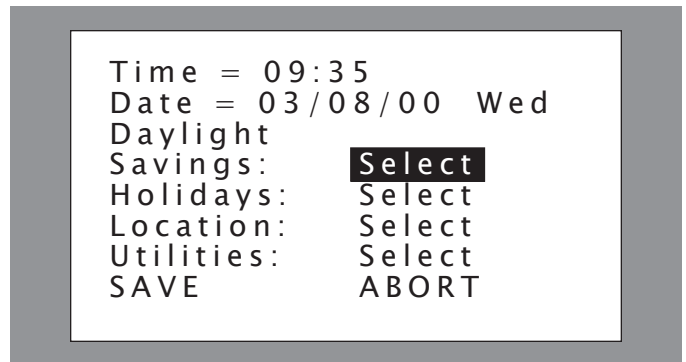 Time = 09:35
Date = 03/08/00 Wed
Daylight
Savings: Select
Holidays: Select
Location: Select
Utilities: Select
SAVE ABORT